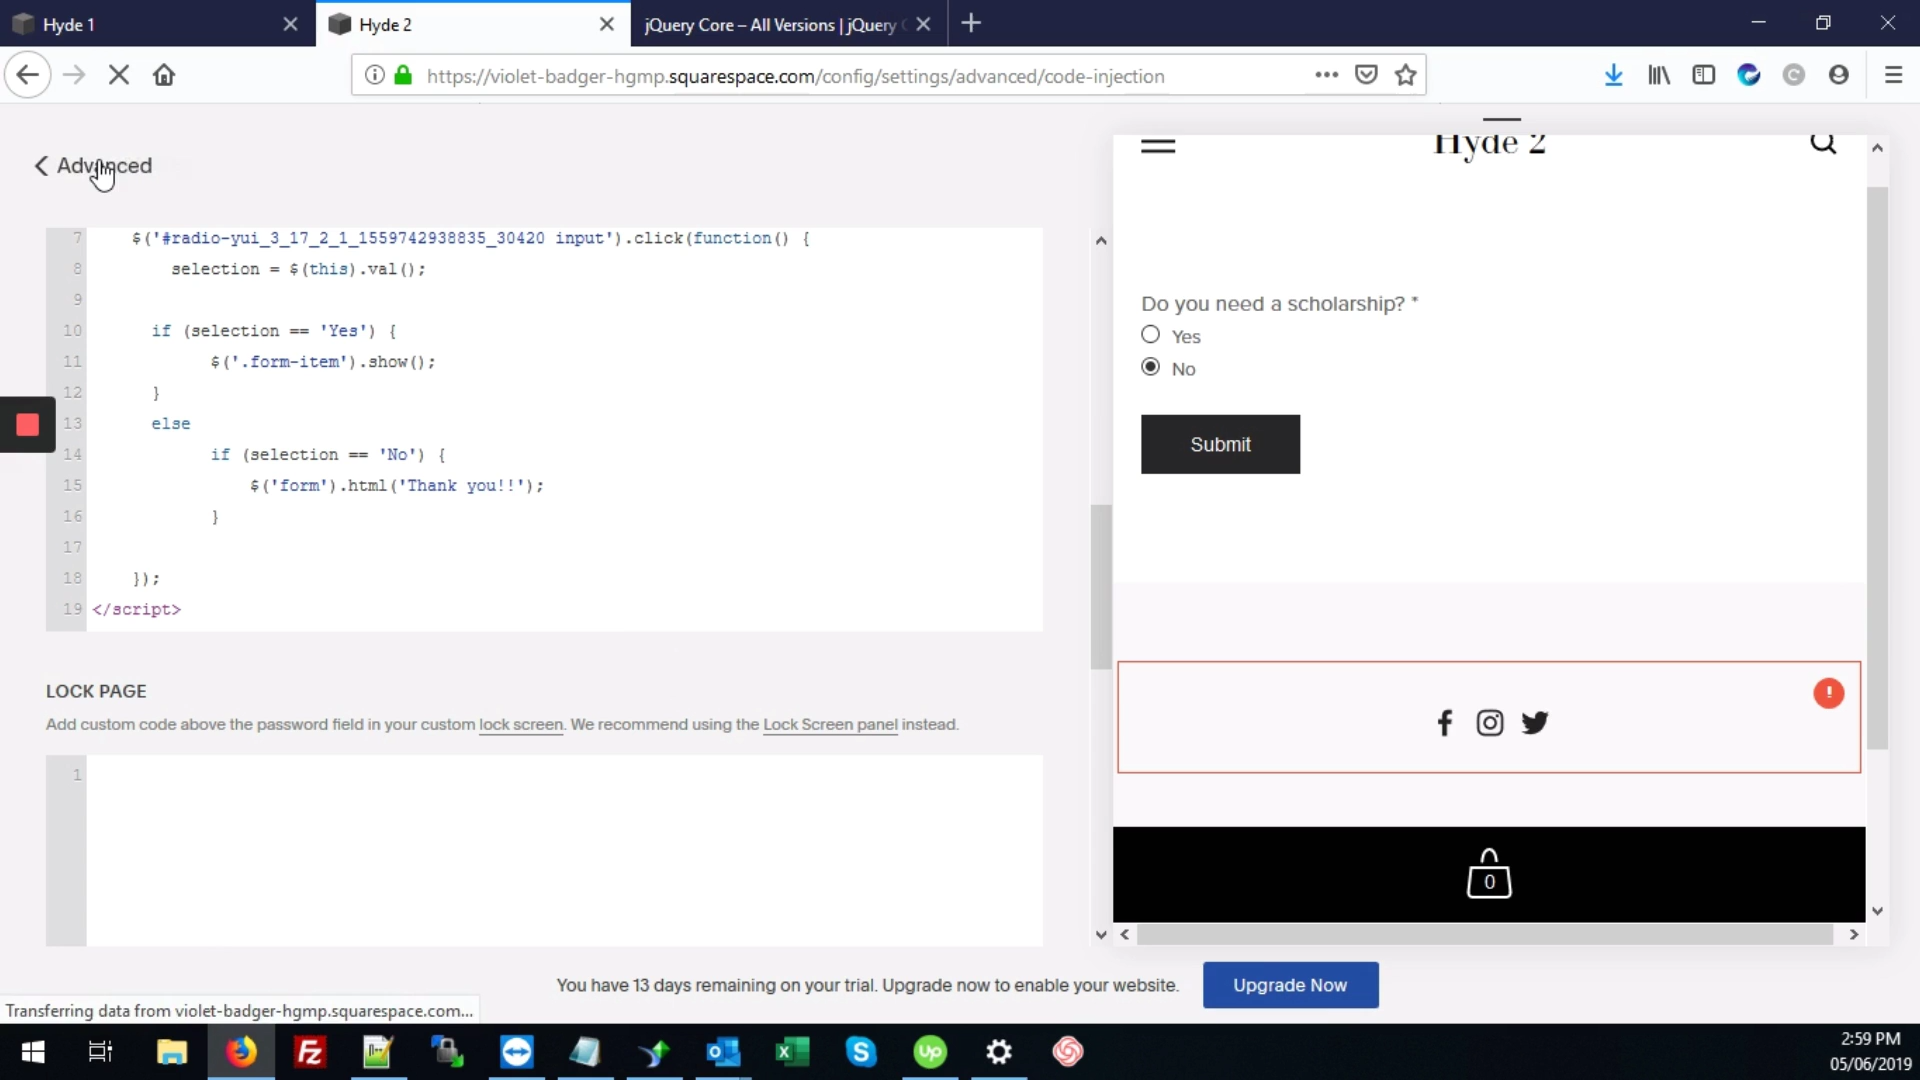 Hyde 1
Hyde 2
jQuery Core – All Versions | jQuery
https://violet-badger-hgmp.squarespace.com/config/settings/advanced/code-injection
Advanced
7 $('#radio-yui_3_17_2_1_1559742938835_30420 input').click(function() {
8 selection = $(this).val();
9
10 if (selection == 'Yes') {
11 $('.form-item').show();
12 }
13 else
14 if (selection == 'No') {
15 $('form').html('Thank you!!');
16 }
17
18 });
19 </script>
LOCK PAGE
Add custom code above the password field in your custom lock screen. We recommend using the Lock Screen panel instead.
1
Hyde 2
Do you need a scholarship? *
Yes
No
Submit
!
0
You have 13 days remaining on your trial. Upgrade now to enable your website.
Upgrade Now
Transferring data from violet-badger-hgmp.squarespace.com...
2:59 PM
05/06/2019